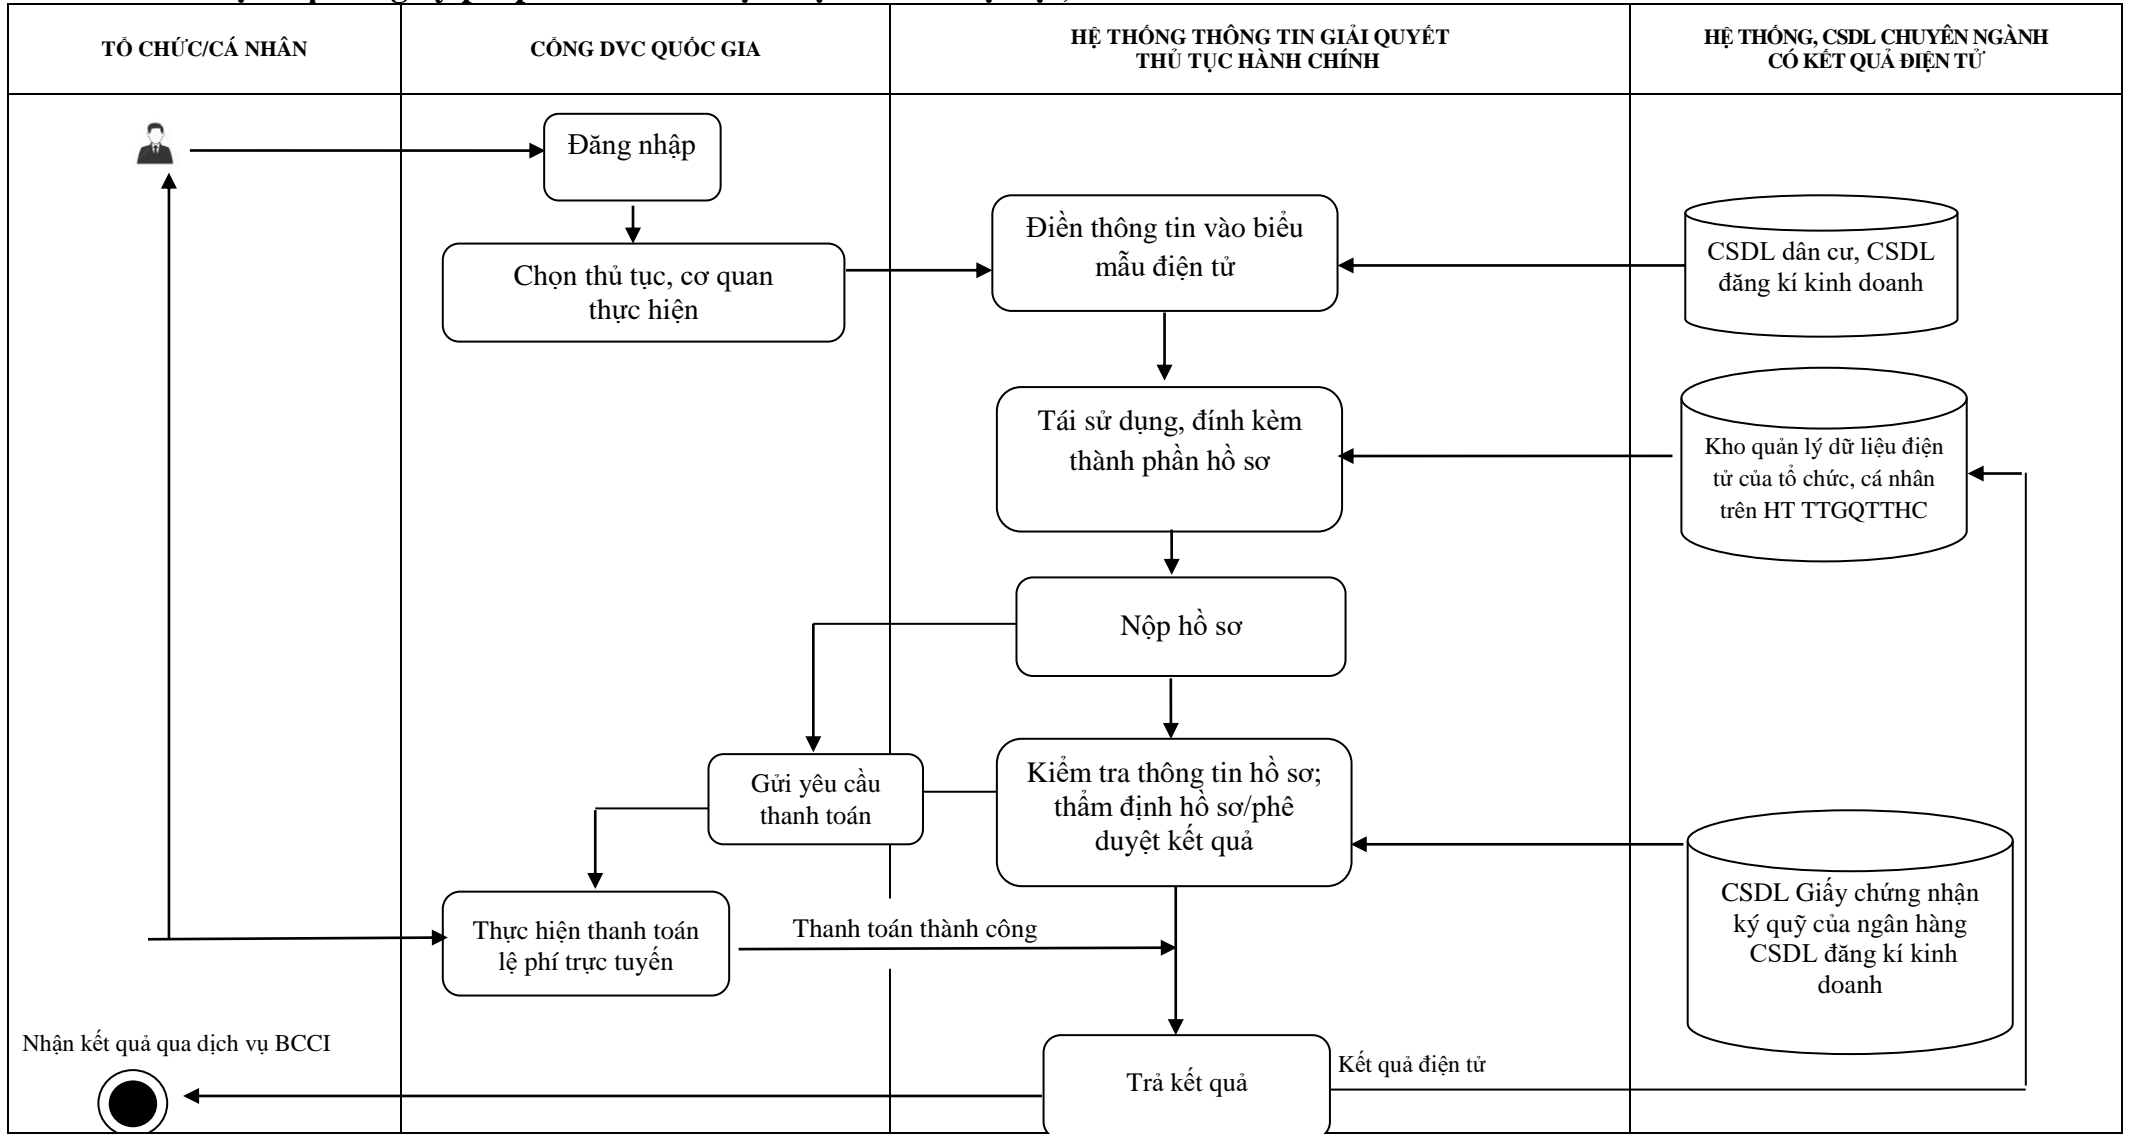 TỔ CHỨC/CÁ NHÂN
CỔNG DVC QUỐC GIA
HỆ THỐNG THÔNG TIN GIẢI QUYẾT
THỦ TỤC HÀNH CHÍNH
HỆ THỐNG, CSDL CHUYÊN NGÀNH
CÓ KẾT QUẢ ĐIỆN TỬ
Đăng nhập
Chọn thủ tục, cơ quan
thực hiện
Điền thông tin vào biểu
mẫu điện tử
CSDL dân cư, CSDL
đăng kí kinh doanh
Tái sử dụng, đính kèm
thành phần hồ sơ
Kho quản lý dữ liệu điện
tử của tổ chức, cá nhân
trên HT TTGQTTHC
Nộp hồ sơ
Gửi yêu cầu
thanh toán
Kiểm tra thông tin hồ sơ;
thẩm định hồ sơ/phê
duyệt kết quả
CSDL Giấy chứng nhận
ký quỹ của ngân hàng
CSDL đăng kí kinh
doanh
Thực hiện thanh toán
lệ phí trực tuyến
Thanh toán thành công
Nhận kết quả qua dịch vụ BCCI
Trả kết quả
Kết quả điện tử